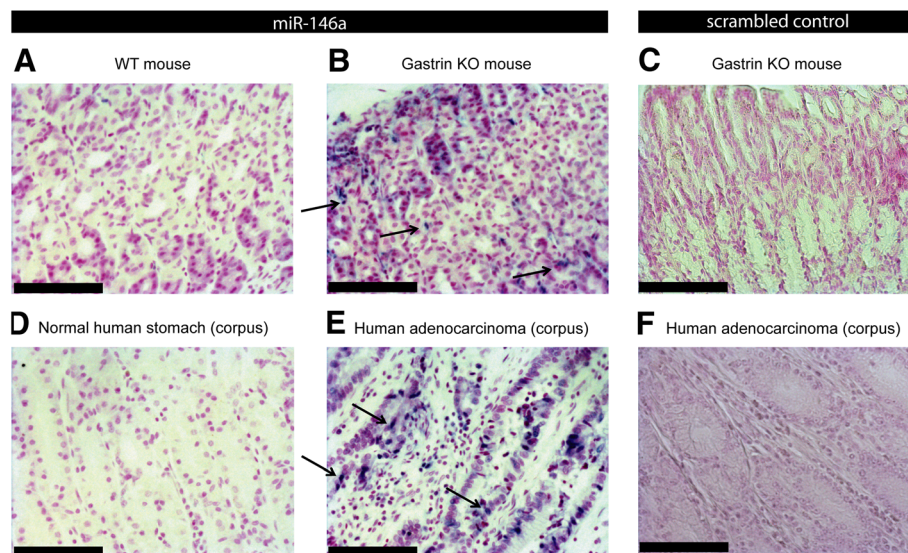 miR-146a
scrambled control
A
WT mouse
B
Gastrin KO mouse
C
Gastrin KO mouse
D
Normal human stomach (corpus)
E
Human adenocarcinoma (corpus)
F
Human adenocarcinoma (corpus)